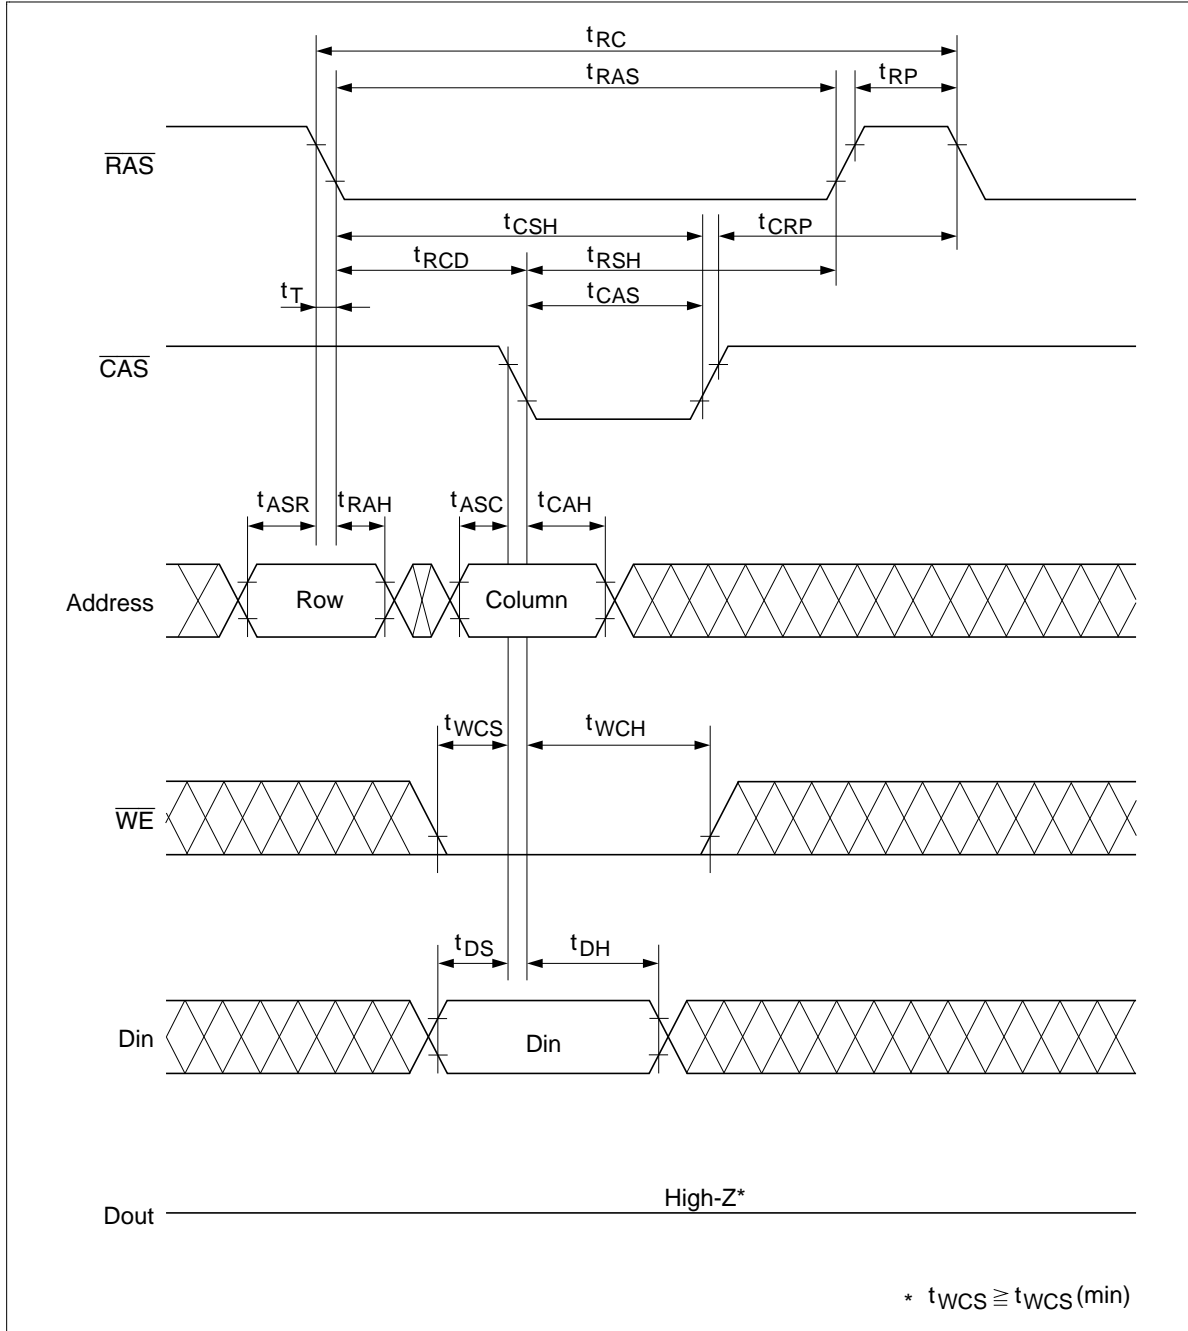 tRC
tRAS tRP
RAS
tCSH tCRP
tRCD tRSH
tT tCAS
CAS
tASR tRAH tASC tCAH
Address Row Column
tWCS tWCH
WE
tDS tDH
Din Din
High-Z*
Dout
* tWCS ≧ tWCS (min)